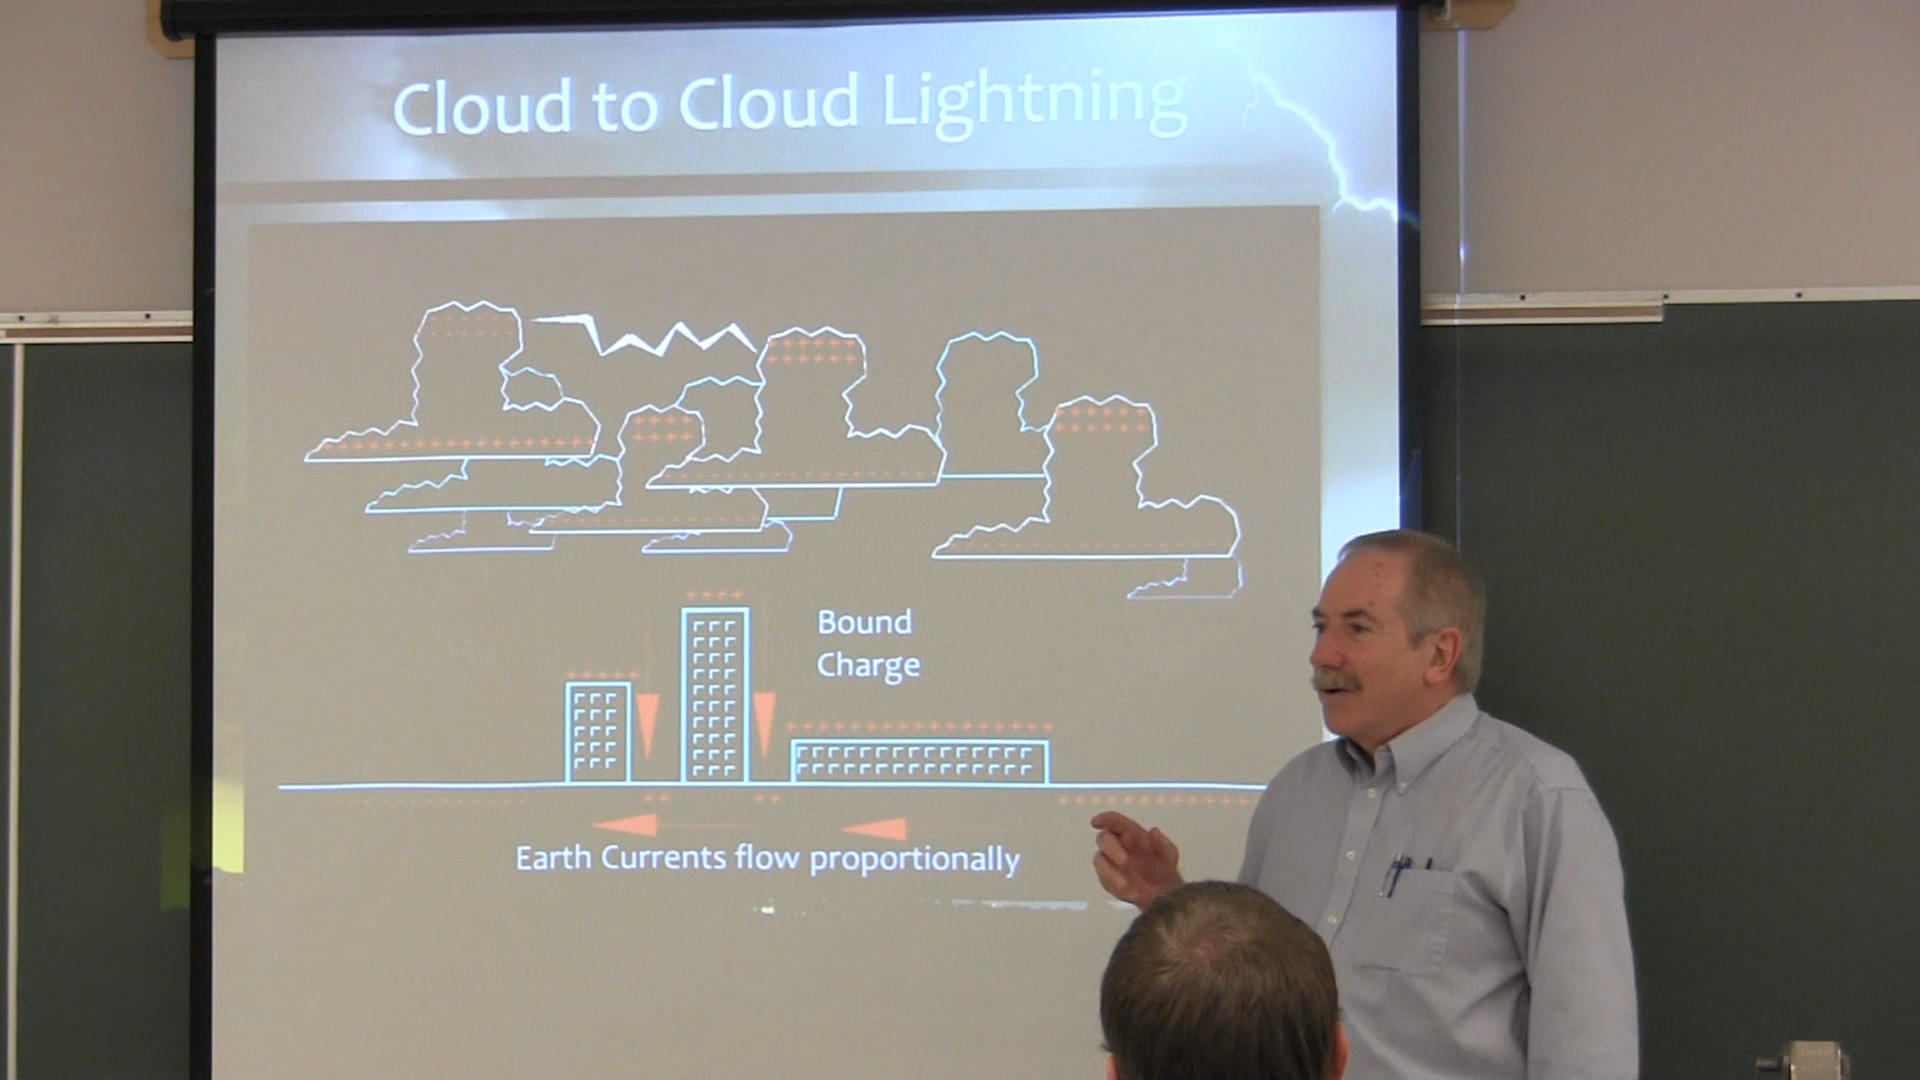 Cloud to Cloud Lightning
Bound
Charge
Earth Currents flow proportionally